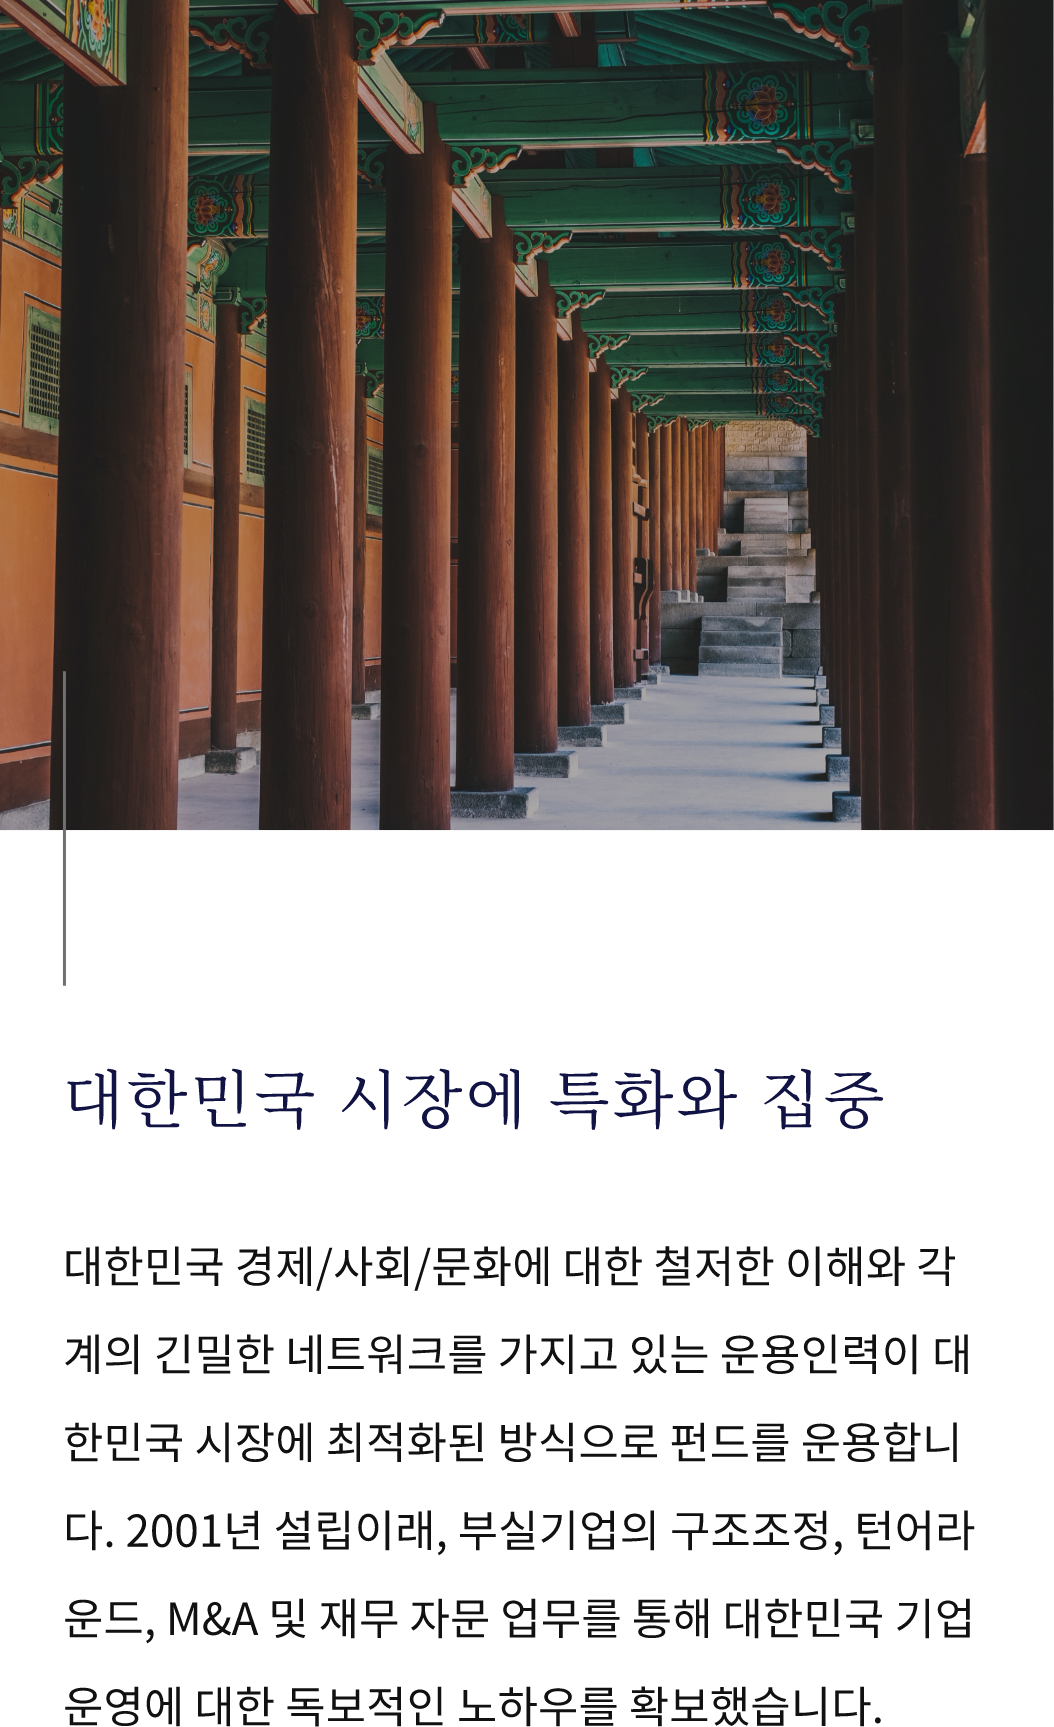 대한민국 시장에 특화와 집중
대한민국 경제/사회/문화에 대한 철저한 이해와 각
계의 긴밀한 네트워크를 가지고 있는 운용인력이 대
한민국 시장에 최적화된 방식으로 펀드를 운용합니
다. 2001년 설립이래, 부실기업의 구조조정, 턴어라
운드, M&A 및 재무 자문 업무를 통해 대한민국 기업
운영에 대한 독보적인 노하우를 확보했습니다.